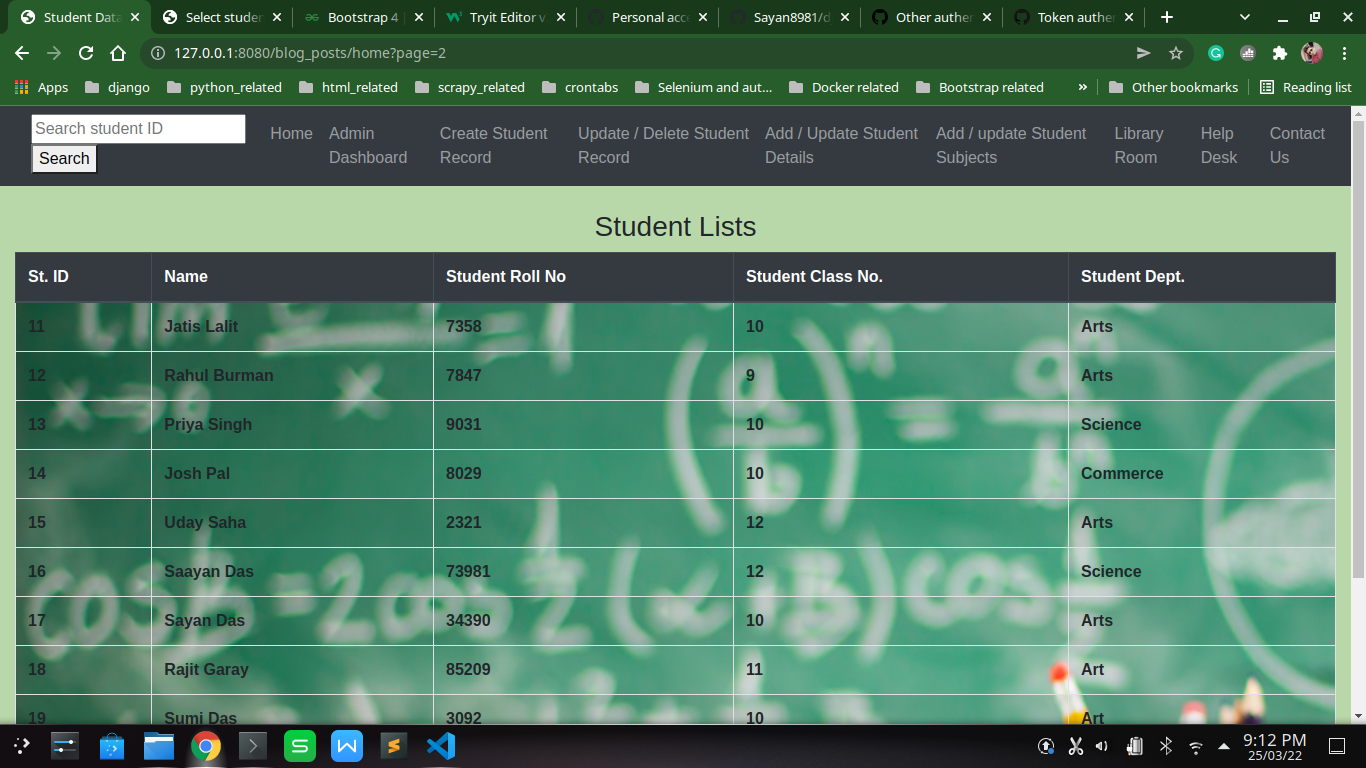 Student Data
Select studen
Bootstrap 4
Tryit Editor v
Personal acce
Sayan8981/d
Other auther
Token auther
127.0.0.1:8080/blog_posts/home?page=2
Apps django python_related html_related scrapy_related crontabs Selenium and aut... Docker related Bootstrap related » Other bookmarks Reading list
Search student ID
Search
Home
Admin
Dashboard
Create Student
Record
Update / Delete Student
Record
Add / Update Student
Details
Add / update Student
Subjects
Library
Room
Help
Desk
Contact
Us
Student Lists
St. ID Name Student Roll No Student Class No. Student Dept.
11 Jatis Lalit 7358 10 Arts
12 Rahul Burman 7847 9 Arts
13 Priya Singh 9031 10 Science
14 Josh Pal 8029 10 Commerce
15 Uday Saha 2321 12 Arts
16 Saayan Das 73981 12 Science
17 Sayan Das 34390 10 Arts
18 Rajit Garay 85209 11 Art
19 Sumi Das 3092 10 Art
9:12 PM
25/03/22